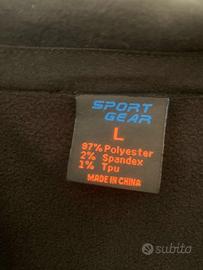 SPORT
GEAR
L
97% Polyester
2% Spandex
1% Tpu
MADE IN CHINA
subito